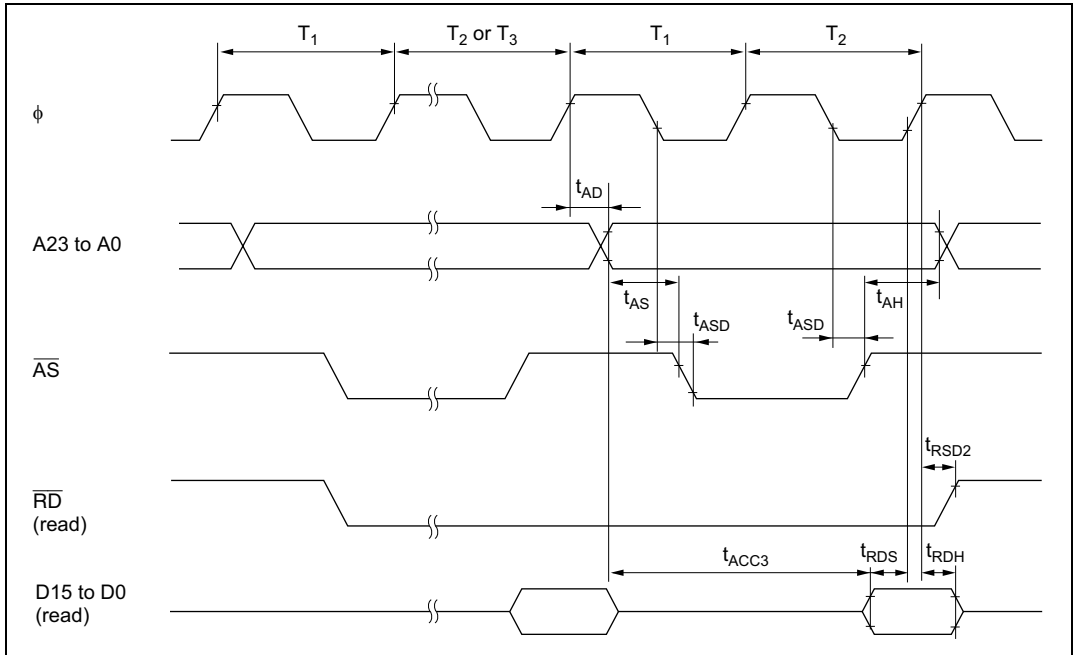 T1 T2 or T3 T1 T2
φ
tAD
A23 to A0
tAS tAH
tASD tASD
AS
tRSD2
RD
(read)
tACC3 tRDS tRDH
D15 to D0
(read)